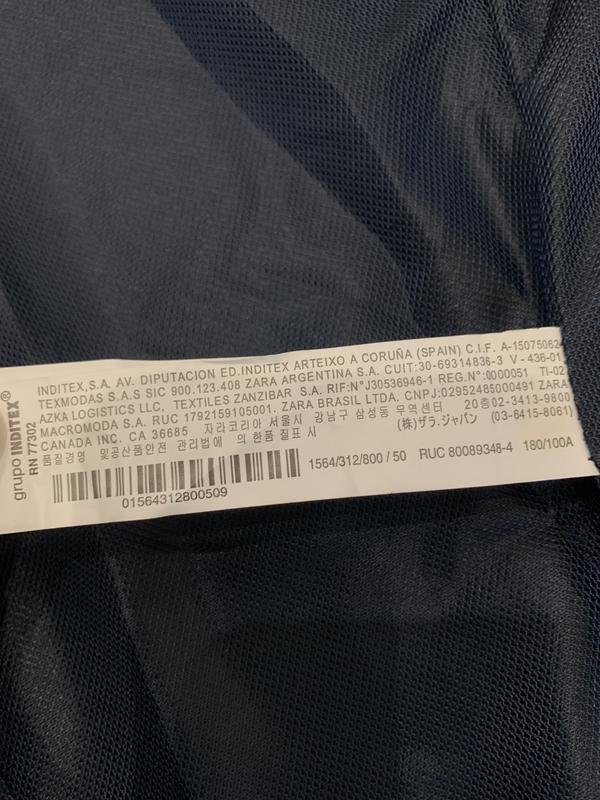 grupo INDITEX®
RN 77302
INDITEX,S.A. AV. DIPUTACION ED.INDITEX ARTEIXO A CORUÑA (SPAIN) C.I.F. A-15075062
TEXMODAS S.A.S SIC 900.123.408 ZARA ARGENTINA S.A. CUIT:30-69314836-3 V - 436-01
AZKA LOGISTICS LLC, TEXTILES ZANZIBAR S.A. RIF:N°J30536946-1 REG.N°:0000051 TI-02
MACROMODA S.A. RUC 1792159105001. ZARA BRASIL LTDA. CNPJ:02952485000491 ZARA
CANADA INC. CA 36685 자라코리아 서울시 강남구 삼성동 무역센터 20층02-3413-9800
품질경영 및공산품안전 관리법에 의한품 질표 시 (株)ザラ.ジャパン (03-6415-8061)
1564/312/800 / 50 RUC 80089348-4 180/100A
01564312800509